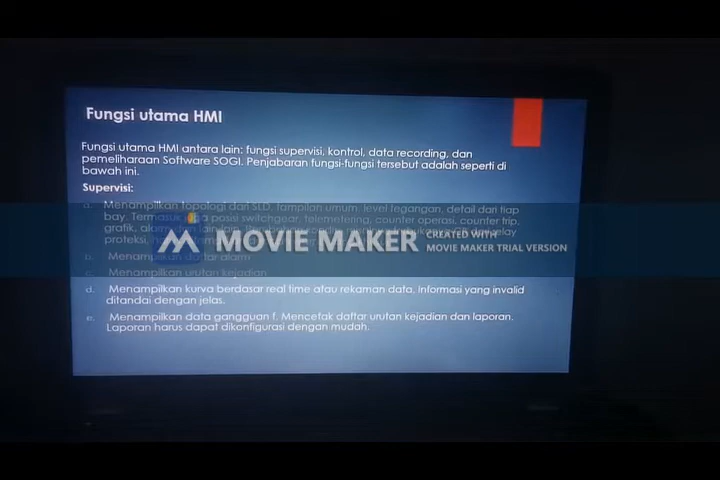 Fungsi utama HMI
Fungsi utama HMI antara lain: fungsi supervisi, kontrol, data recording, dan
pemeliharaan Software SOGI. Penjabaran fungsi-fungsi tersebut adalah seperti di
bawah ini.
Supervisi:
a. Menampilkan topologi dari SLD, tampilan umum, level tegangan, detail dari tiap
bay. Termasuk posisi switchgear, telemetering, counter operasi, counter trip,
grafik,
proteksi,
MOVIE MAKER
CREATED WITH
MOVIE MAKER TRIAL VERSION
b. Menampilkan daftar alarm
c. Menampilkan urutan kejadian
d. Menampilkan kurva berdasar real time atau rekaman data, Informasi yang invalid
ditandai dengan jelas.
e. Menampilkan data gangguan f. Mencetak daftar urutan kejadian dan laporan.
Laporan harus dapat dikonfigurasi dengan mudah.